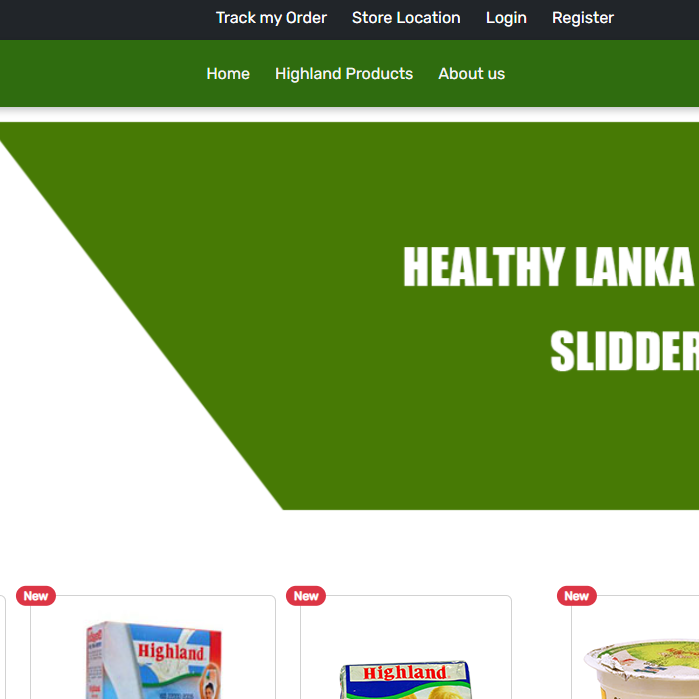 Track my Order Store Location Login Register
Home Highland Products About us
HEALTHY LANKA
SLIDDER
New New New
Highland
Highland